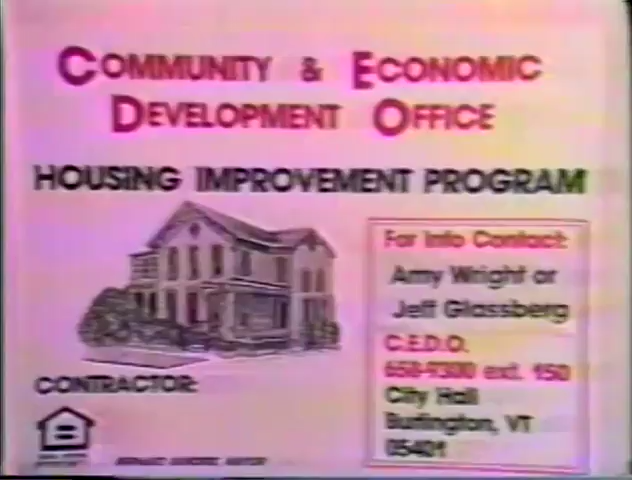 COMMUNITY & ECONOMIC
DEVELOPMENT OFFICE
HOUSING IMPROVEMENT PROGRAM
For Info Contact:
Amy Wright or
Jeff Glassberg
C.E.D.O.
658-9300 ext. 150
City Hall
Burlington, VT
05401
CONTRACTOR: